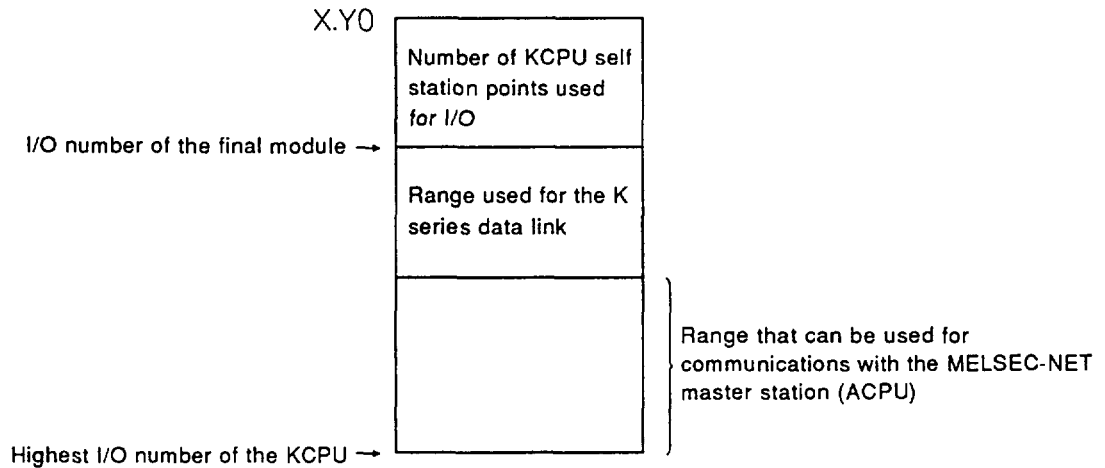 X.Y0
Number of KCPU self
station points used
for I/O
I/O number of the final module →
Range used for the K
series data link
Range that can be used for
communications with the MELSEC-NET
master station (ACPU)
Highest I/O number of the KCPU →